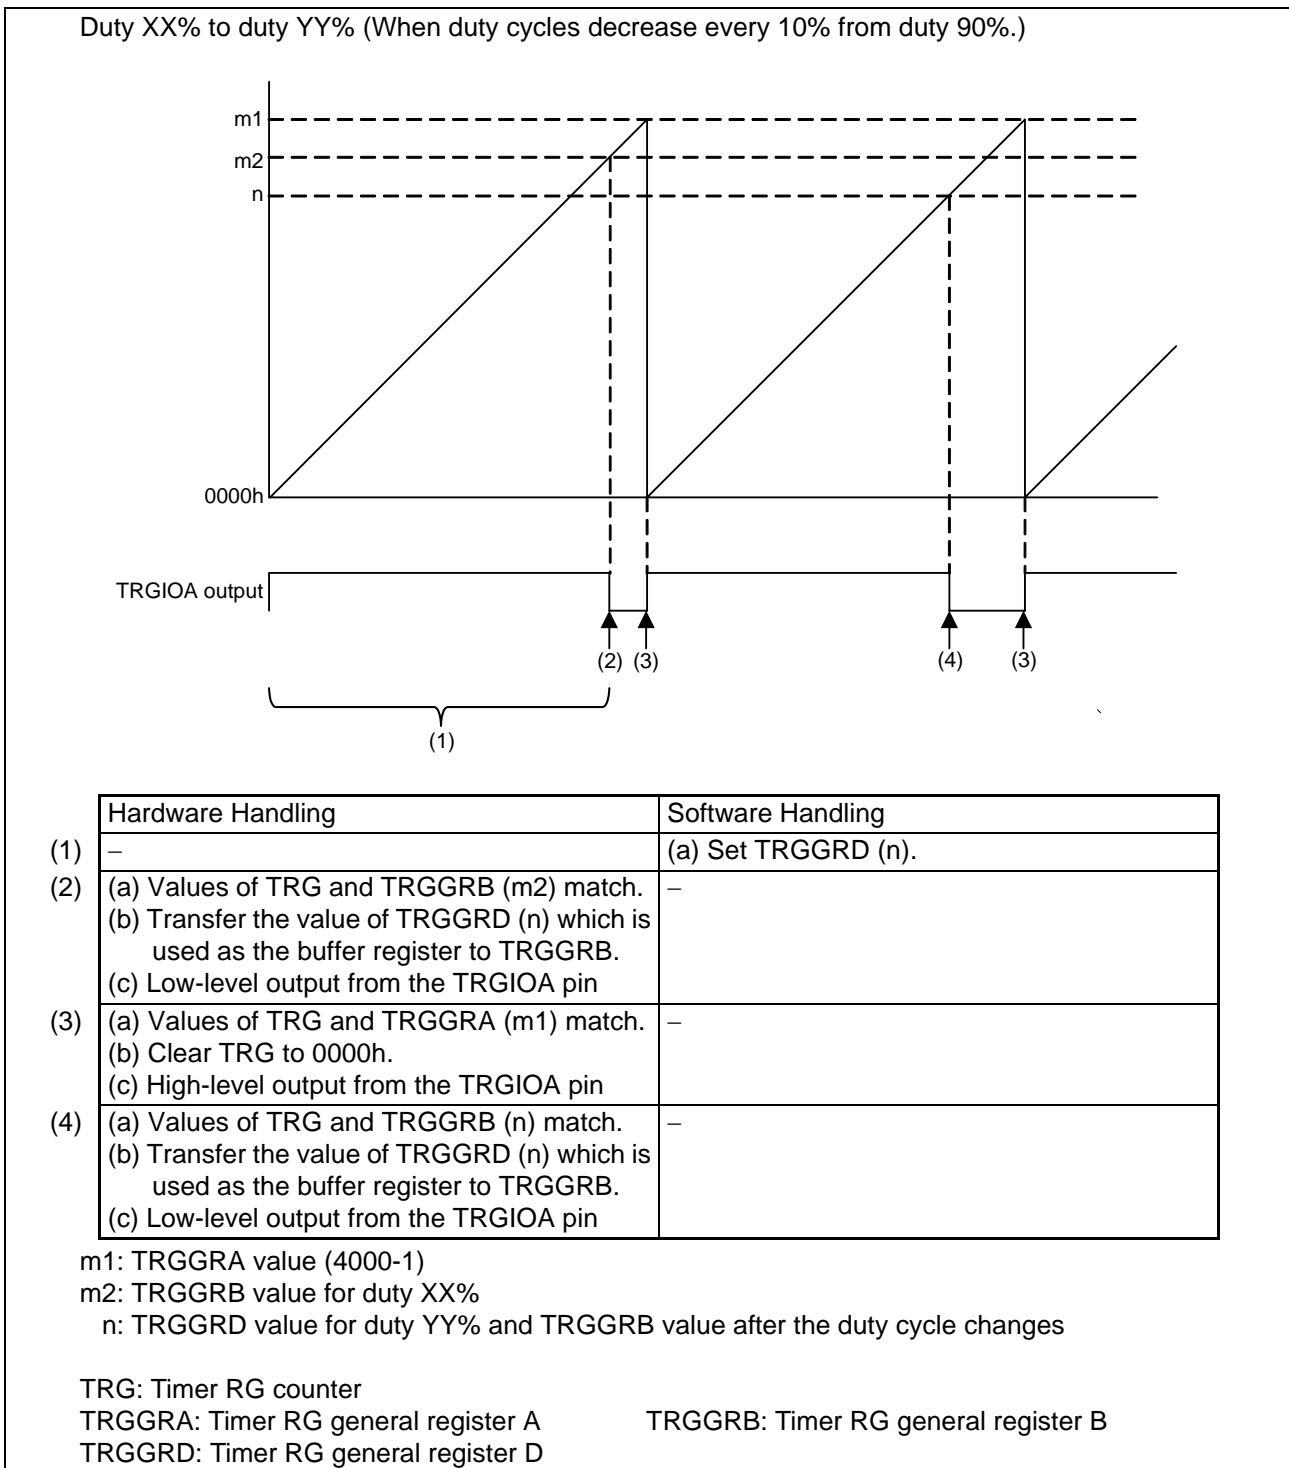 Duty XX% to duty YY% (When duty cycles decrease every 10% from duty 90%.)
m1
m2
n
0000h
TRGIOA output
(2) (3) (4) (3)
(1)
Hardware Handling Software Handling
(1) – (a) Set TRGGRD (n).
(2) (a) Values of TRG and TRGGRB (m2) match. –
(b) Transfer the value of TRGGRD (n) which is
used as the buffer register to TRGGRB.
(c) Low-level output from the TRGIOA pin
(3) (a) Values of TRG and TRGGRA (m1) match. –
(b) Clear TRG to 0000h.
(c) High-level output from the TRGIOA pin
(4) (a) Values of TRG and TRGGRB (n) match. –
(b) Transfer the value of TRGGRD (n) which is
used as the buffer register to TRGGRB.
(c) Low-level output from the TRGIOA pin
m1: TRGGRA value (4000-1)
m2: TRGGRB value for duty XX%
n: TRGGRD value for duty YY% and TRGGRB value after the duty cycle changes
TRG: Timer RG counter
TRGGRA: Timer RG general register A TRGGRB: Timer RG general register B
TRGGRD: Timer RG general register D